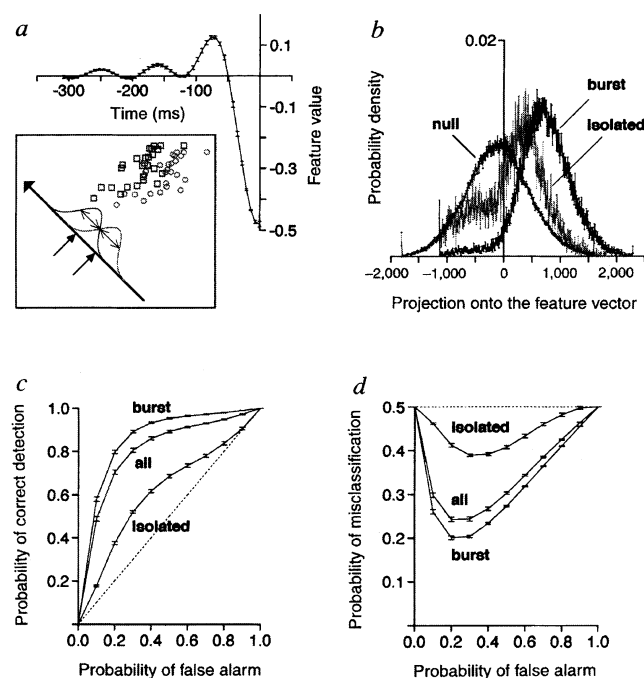 a
0.1
-300
-200
-100
Time (ms)
-0.1
-0.3
-0.5
Feature value
b
0.02
burst
null
isolated
Probability density
-2,000
-1,000
0
1,000
Projection onto the feature vector
c
1.0
0.8
0.6
0.4
0.2
burst
all
isolated
Probability of correct detection
0.0
0.2
0.4
0.6
0.8
1.0
Probability of false alarm
d
0.5
0.4
0.3
0.2
0.1
isolated
all
burst
Probability of misclassification
0.0
0.2
0.4
0.6
0.8
1.0
Probability of false alarm